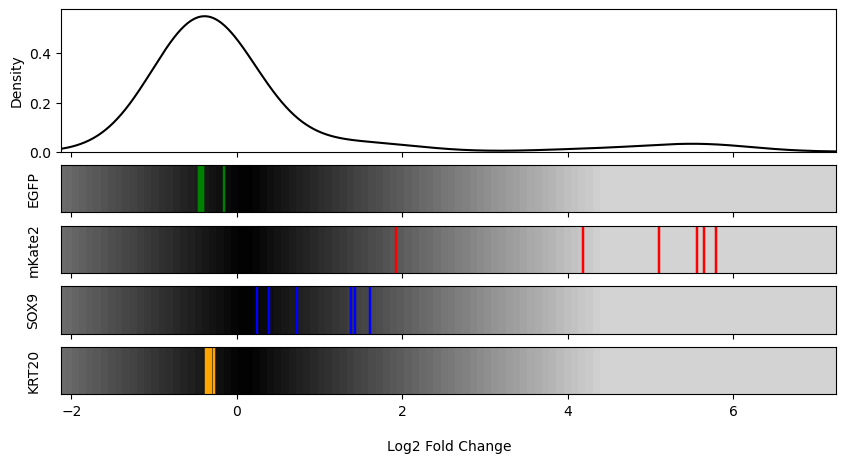 0.4
0.2
0.0
Density
EGFP
mKate2
SOX9
KRT20
−2 0 2 4 6
Log2 Fold Change